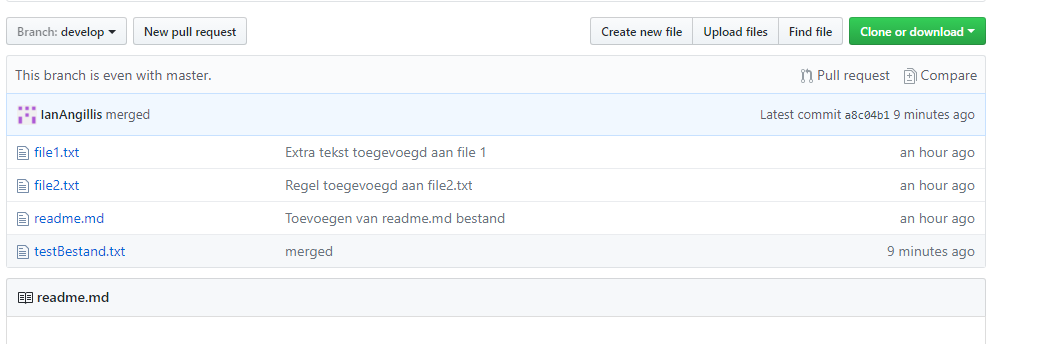 Branch: develop New pull request Create new file Upload files Find file Clone or download
This branch is even with master. Pull request Compare
IanAngillis merged Latest commit a8c04b1 9 minutes ago
file1.txt Extra tekst toegevoegd aan file 1 an hour ago
file2.txt Regel toegevoegd aan file2.txt an hour ago
readme.md Toevoegen van readme.md bestand an hour ago
testBestand.txt merged 9 minutes ago
readme.md